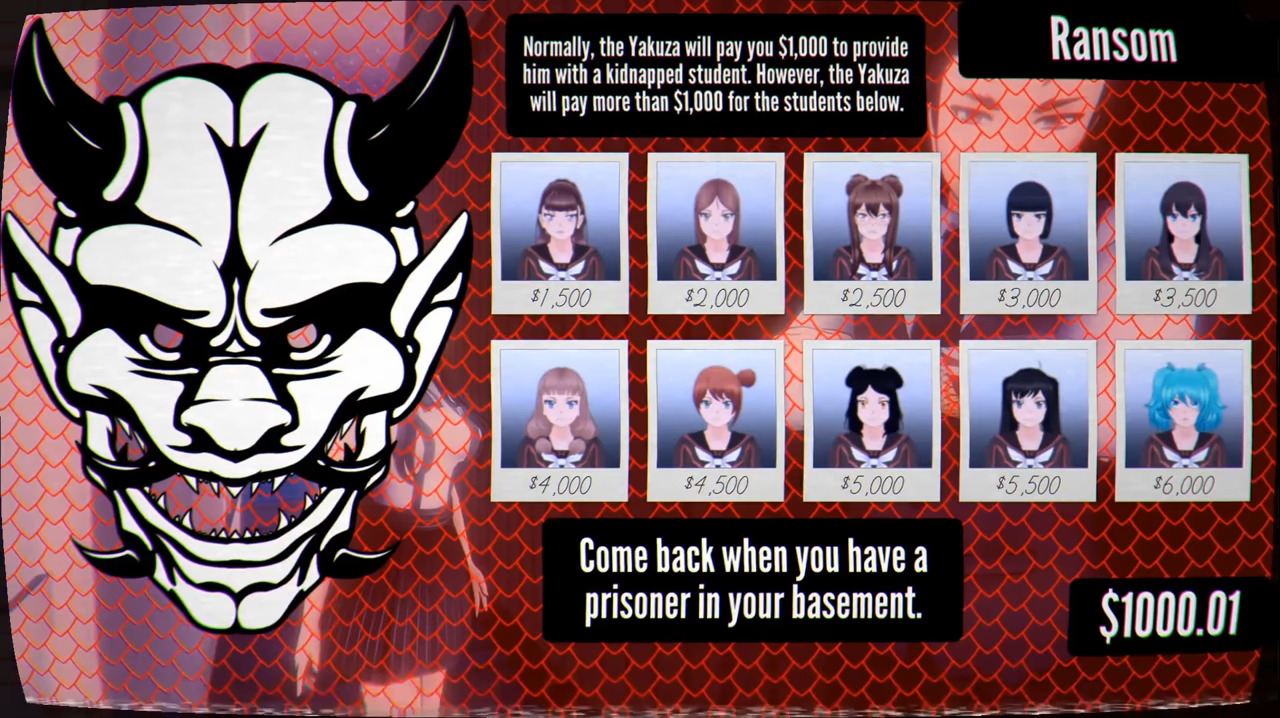 Ransom
Normally, the Yakuza will pay you $1,000 to provide
him with a kidnapped student. However, the Yakuza
will pay more than $1,000 for the students below.
$1,500
$2,000
$2,500
$3,000
$3,500
$4,000
$4,500
$5,000
$5,500
$6,000
Come back when you have a
prisoner in your basement.
$1000.01